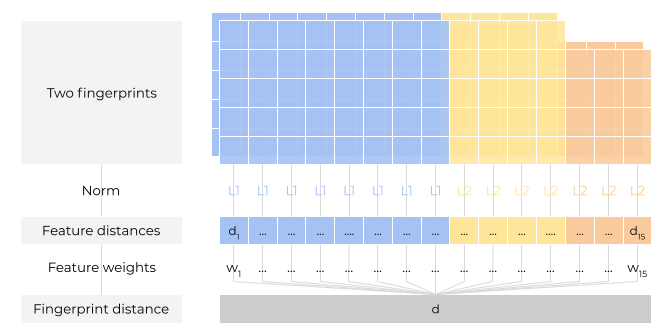 Two fingerprints
Norm L1 L1 L1 L1 L1 L1 L1 L1 L2 L2 L2 L2 L2 L2 L2
Feature distances d₁ ... ... ... .... ... ... ... ... ... ... .... ... ... d₁₅
Feature weights w₁ ... ... ... ... ... ... ... ... ... ... ... ... ... w₁₅
Fingerprint distance d